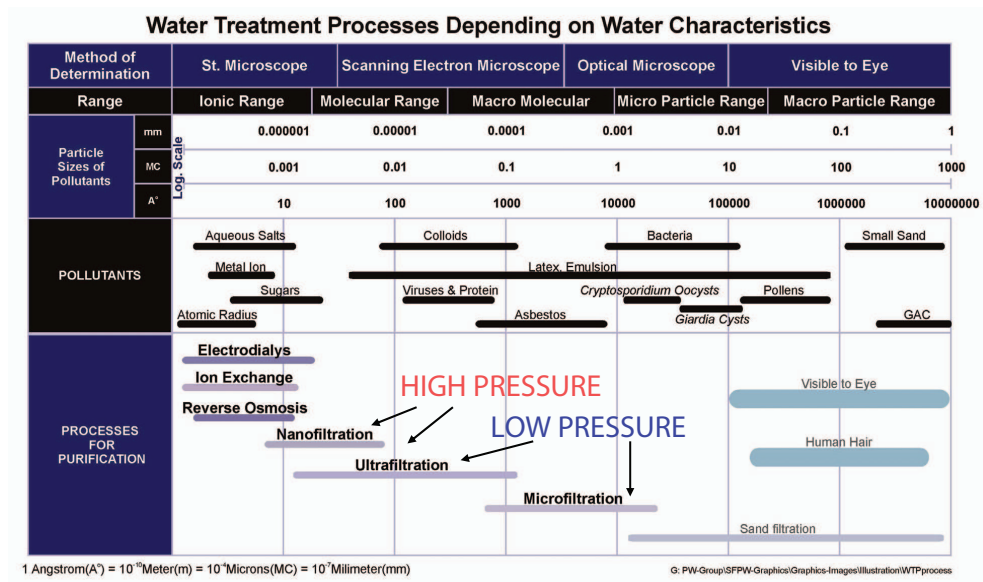 Water Treatment Processes Depending on Water Characteristics
Method of
Determination
St. Microscope
Scanning Electron Microscope
Optical Microscope
Visible to Eye
Range
Ionic Range
Molecular Range
Macro Molecular
Micro Particle Range
Macro Particle Range
Particle
Sizes of
Pollutants
mm
Log. Scale
0.000001
0.00001
0.0001
0.001
0.01
0.1
1
MC
0.001
0.01
0.1
1
10
100
1000
A°
10
100
1000
10000
100000
1000000
10000000
POLLUTANTS
Aqueous Salts
Colloids
Bacteria
Small Sand
Metal Ion
Latex. Emulsion
Sugars
Viruses & Protein
Cryptosporidium Oocysts
Pollens
Atomic Radius
Asbestos
Giardia Cysts
GAC
PROCESSES
FOR
PURIFICATION
Electrodialys
Ion Exchange
HIGH PRESSURE
Visible to Eye
Reverse Osmosis
Nanofiltration
LOW PRESSURE
Human Hair
Ultrafiltration
Microfiltration
Sand filtration
1 Angstrom(A°) = 10⁻¹⁰Meter(m) = 10⁻⁴Microns(MC) = 10⁻⁷Milimeter(mm)
G: PW-Group\SFPW-Graphics\Graphics-Images\Illustration\WTPprocess